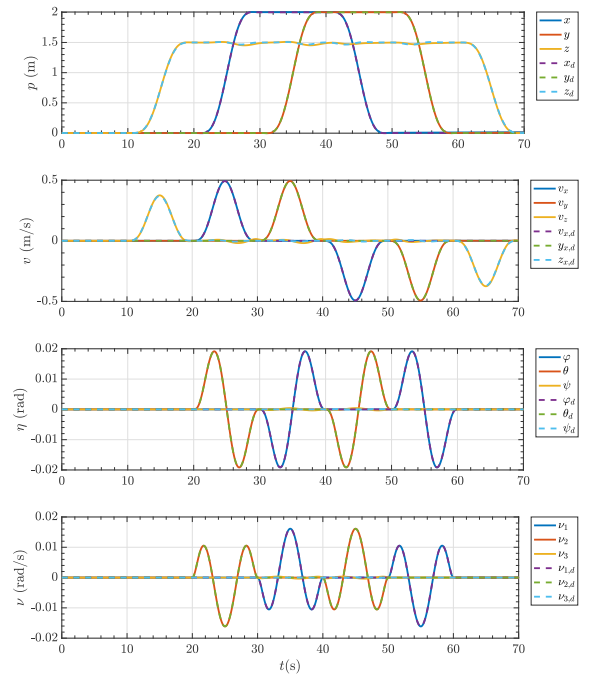 2
1.5
1
0.5
0
p (m)
0 10 20 30 40 50 60 70
x
y
z
x_d
y_d
z_d
0.5
0
-0.5
v (m/s)
0 10 20 30 40 50 60 70
v_x
v_y
v_z
v_{x,d}
y_{x,d}
z_{x,d}
0.02
0.01
0
-0.01
-0.02
η (rad)
0 10 20 30 40 50 60 70
φ
θ
ψ
φ_d
θ_d
ψ_d
0.02
0.01
0
-0.01
-0.02
ν (rad/s)
0 10 20 30 40 50 60 70
t(s)
ν_1
ν_2
ν_3
ν_{1,d}
ν_{2,d}
ν_{3,d}